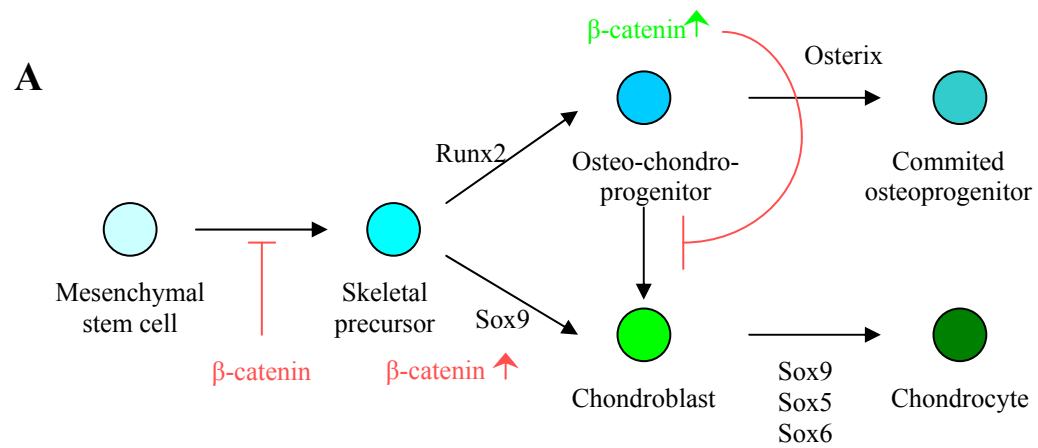 A
β-catenin
Osterix
Runx2
Osteo-chondro-
progenitor
Commited
osteoprogenitor
Mesenchymal
stem cell
Skeletal
precursor
Sox9
β-catenin
β-catenin
Chondroblast
Sox9
Sox5
Sox6
Chondrocyte